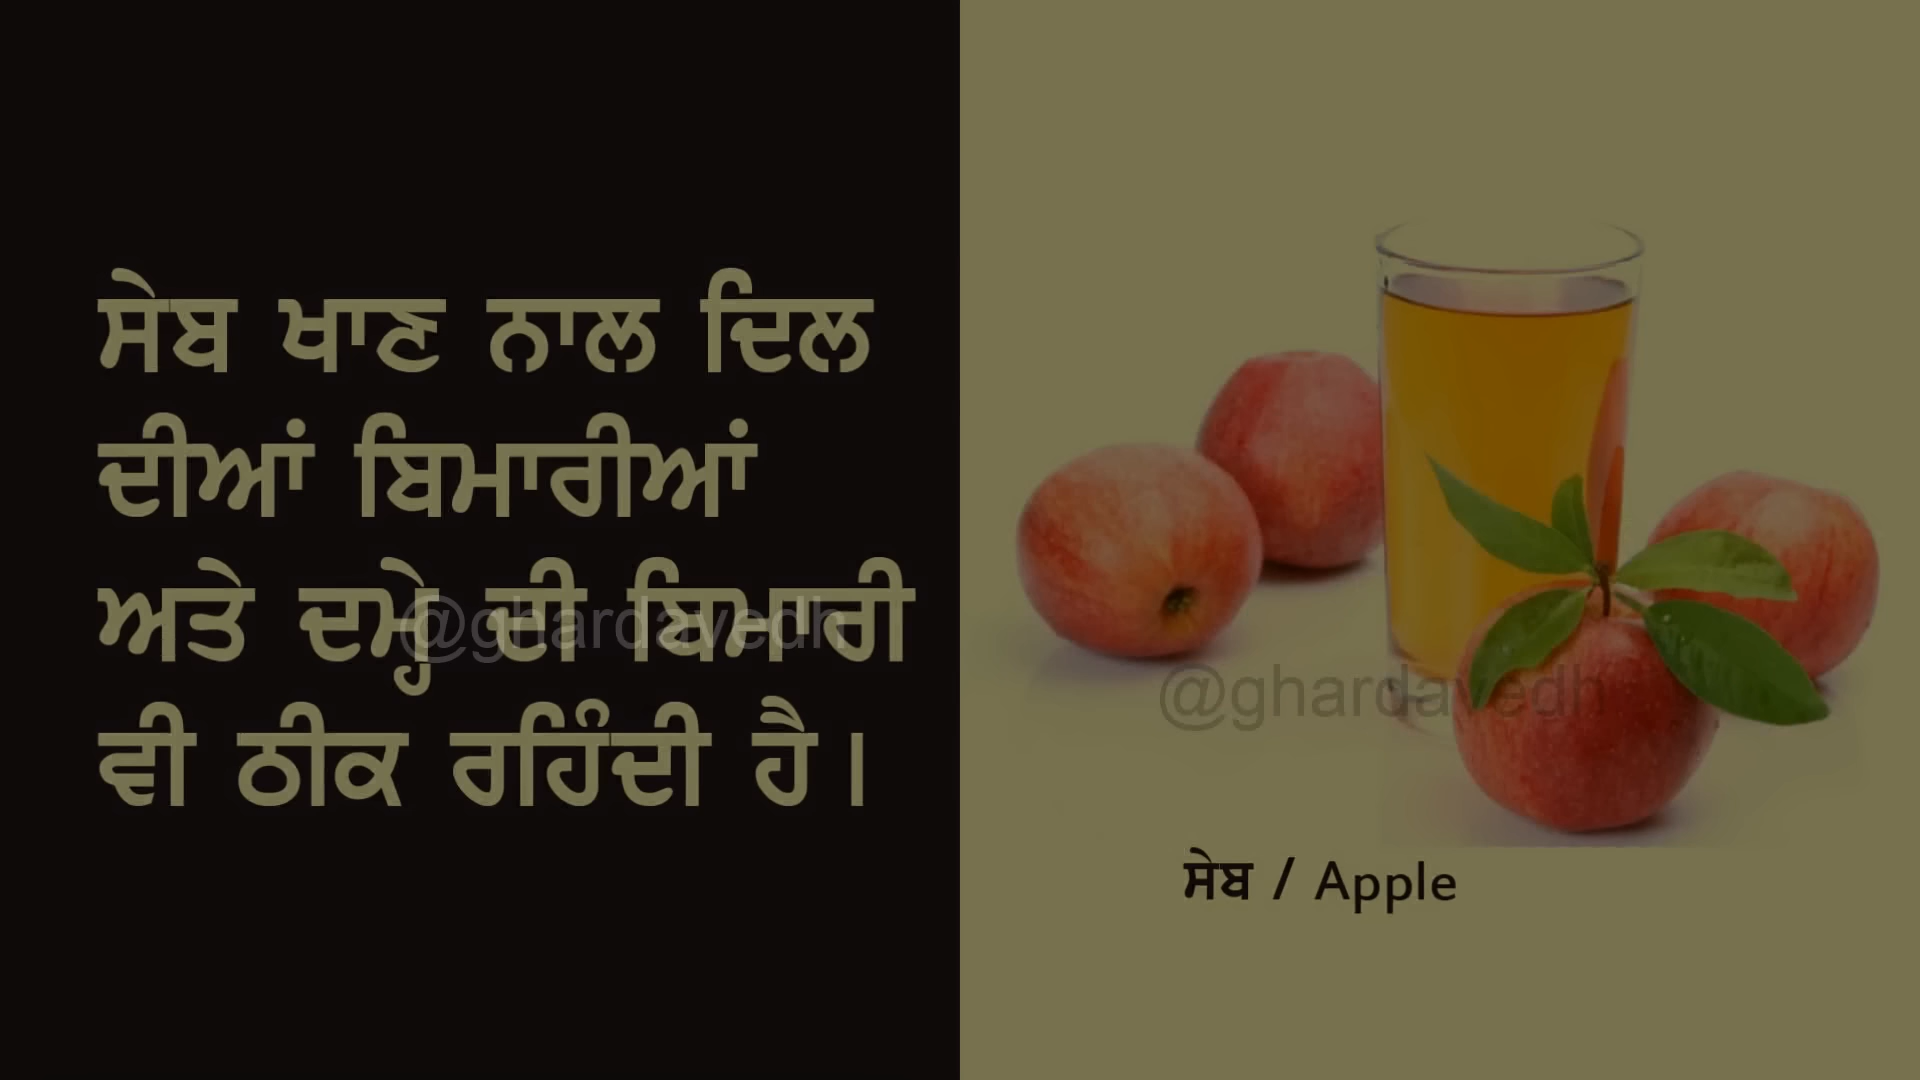 ਸੇਬ ਖਾਣ ਨਾਲ ਦਿਲ
ਦੀਆਂ ਬਿਮਾਰੀਆਂ
ਅਤੇ ਦਮ੍ਹੇ ਦੀ ਬਿਮਾਰੀ
ਵੀ ਠੀਕ ਰਹਿੰਦੀ ਹੈ।
@ghardavedh
@ghardavedh
ਸੇਬ / Apple